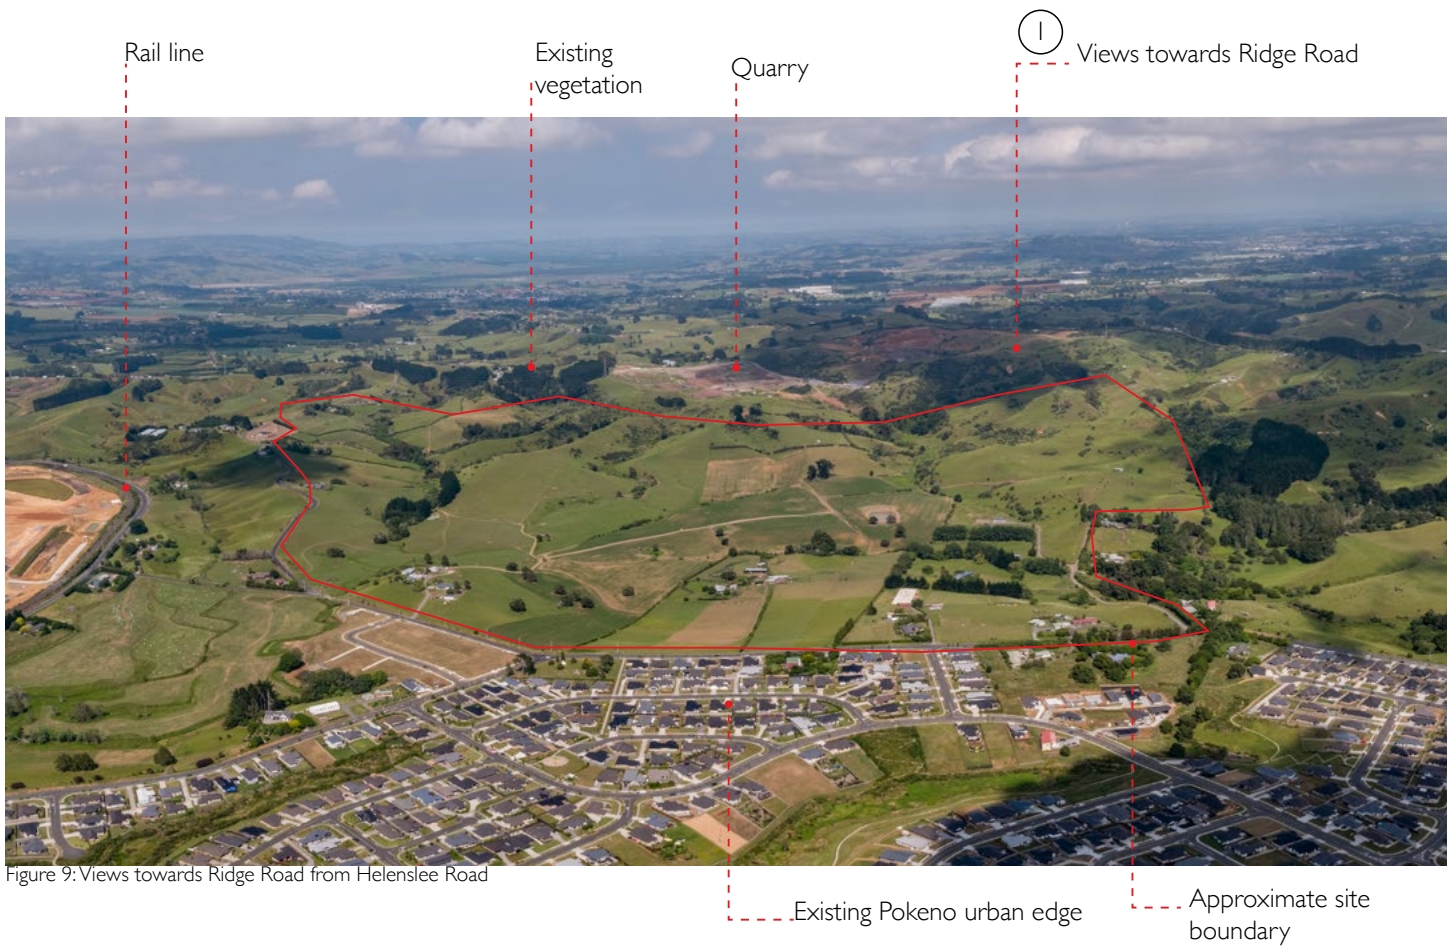 Rail line
Existing
vegetation
Quarry
1
Views towards Ridge Road
Figure 9: Views towards Ridge Road from Helenslee Road
Existing Pokeno urban edge
Approximate site
boundary